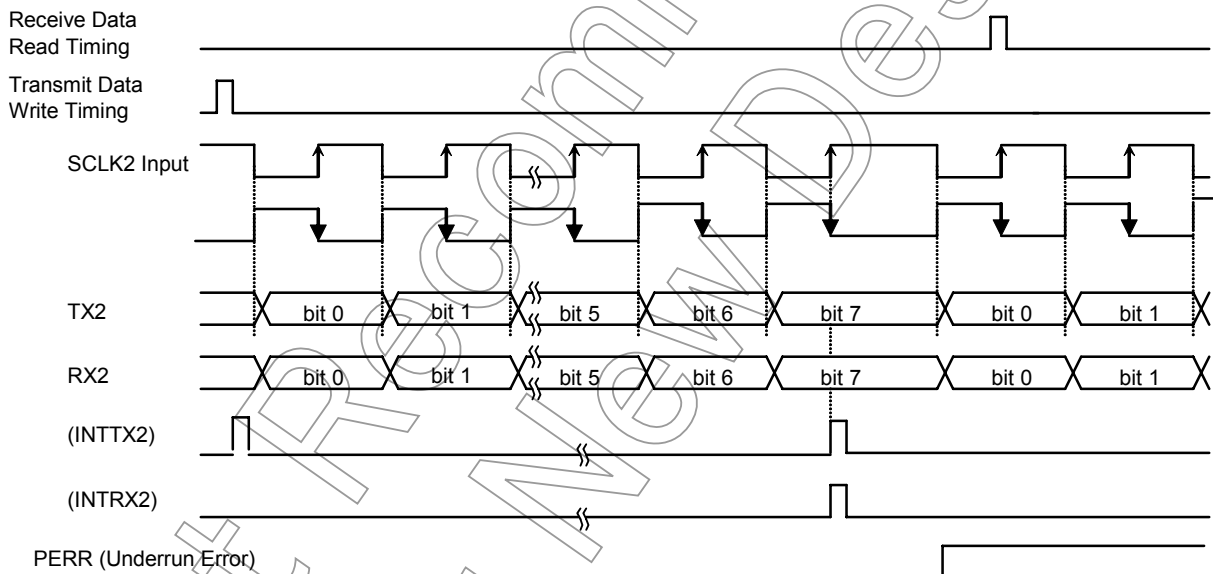 Receive Data
Read Timing
Transmit Data
Write Timing
SCLK2 Input
TX2
bit 0 bit 1 bit 5 bit 6 bit 7 bit 0 bit 1
RX2
bit 0 bit 1 bit 5 bit 6 bit 7 bit 0 bit 1
(INTTX2)
(INTRX2)
PERR (Underrun Error)